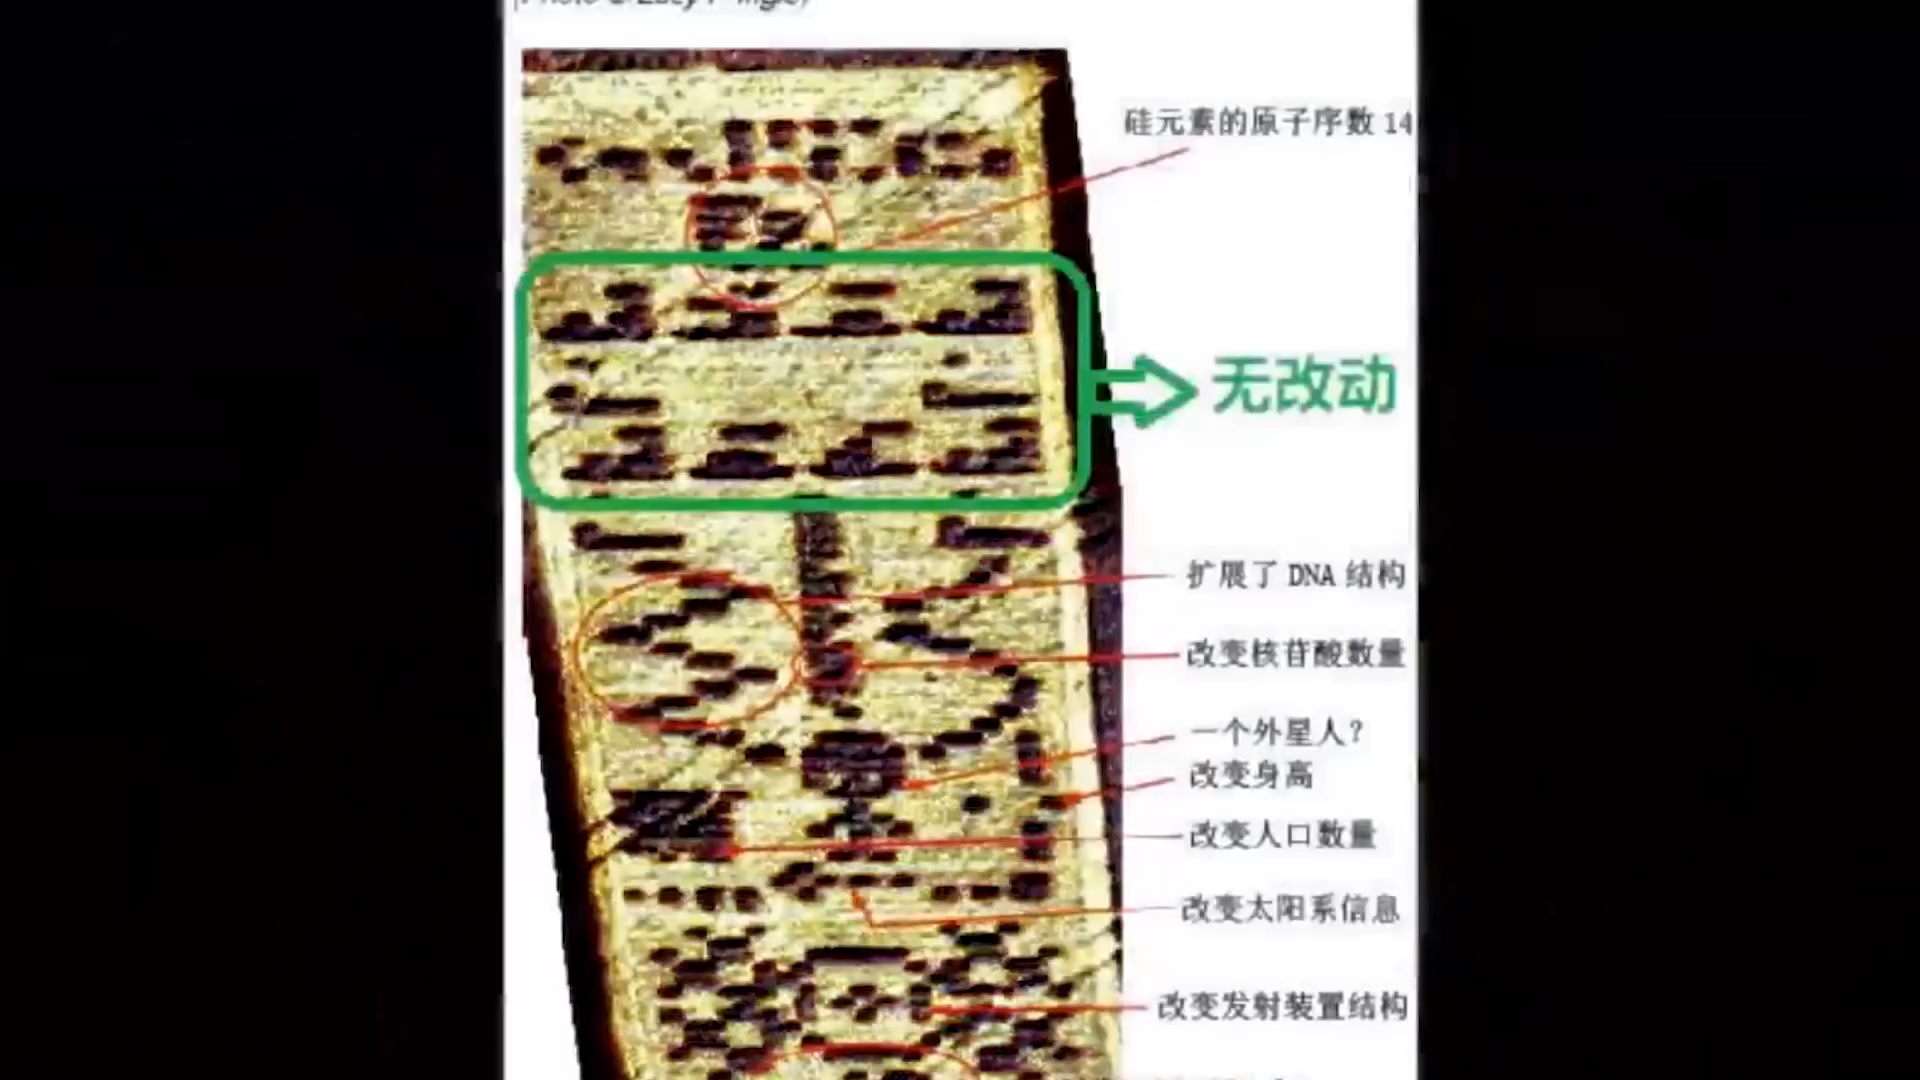 硅元素的原子序数 14
无改动
扩展了 DNA 结构
改变核苷酸数量
一个外星人?
改变身高
改变人口数量
改变太阳系信息
改变发射装置结构